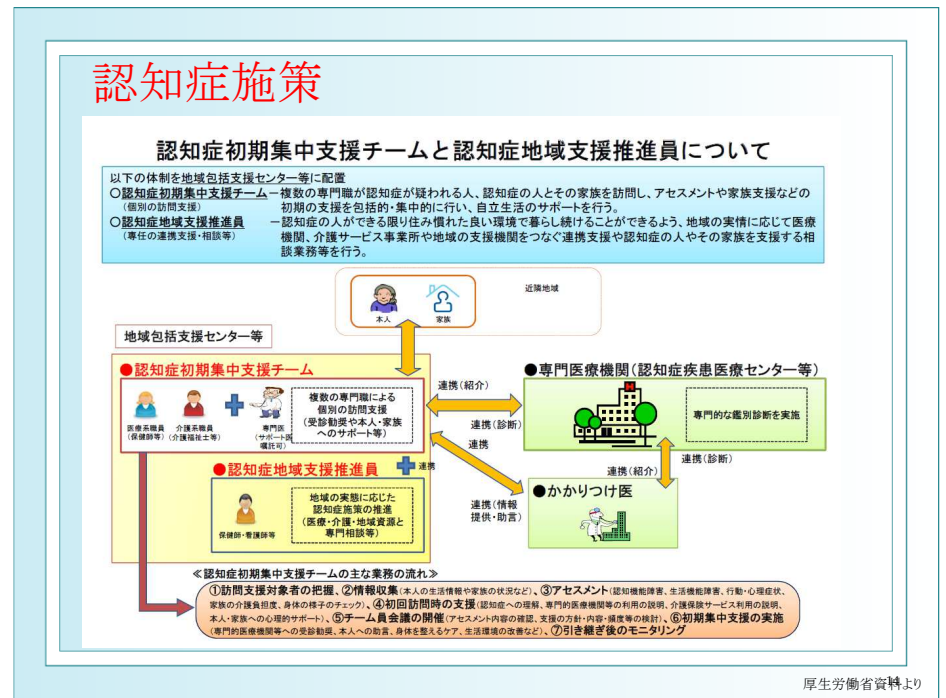 認知症施策
認知症初期集中支援チームと認知症地域支援推進員について
以下の体制を地域包括支援センター等に配置
○認知症初期集中支援チーム－複数の専門職が認知症が疑われる人、認知症の人とその家族を訪問し、アセスメントや家族支援などの
(個別の訪問支援)
初期の支援を包括的・集中的に行い、自立生活のサポートを行う。
○認知症地域支援推進員
－認知症の人ができる限り住み慣れた良い環境で暮らし続けることができるよう、地域の実情に応じて医療
(専任の連携支援・相談等)
機関、介護サービス事業所や地域の支援機関をつなぐ連携支援や認知症の人やその家族を支援する相
談業務等を行う。
近隣地域
本人
家族
地域包括支援センター等
●認知症初期集中支援チーム
医療系職員
(保健師等)
介護系職員
(介護福祉士等)
専門医
(サポート医
嘱託可)
複数の専門職による
個別の訪問支援
(受診勧奨や本人・家族
へのサポート等)
●認知症地域支援推進員
連携
保健師・看護師等
地域の実態に応じた
認知症施策の推進
(医療・介護・地域資源と
専門相談等)
連携(紹介)
連携(診断)
連携
連携(情報
提供・助言)
●専門医療機関(認知症疾患医療センター等)
専門的な鑑別診断を実施
連携(紹介)
連携(診断)
●かかりつけ医
≪認知症初期集中支援チームの主な業務の流れ≫
①訪問支援対象者の把握、②情報収集(本人の生活情報や家族の状況など)、③アセスメント(認知機能障害、生活機能障害、行動・心理症状、
家族の介護負担度、身体の様子のチェック)、④初回訪問時の支援(認知症への理解、専門的医療機関等の利用の説明、介護保険サービス利用の説明、
本人・家族への心理的サポート)、⑤チーム員会議の開催(アセスメント内容の確認、支援の方針・内容・頻度等の検討)、⑥初期集中支援の実施
(専門的医療機関等への受診勧奨、本人への助言、身体を整えるケア、生活環境の改善など)、⑦引き継ぎ後のモニタリング
厚生労働省資料より
14